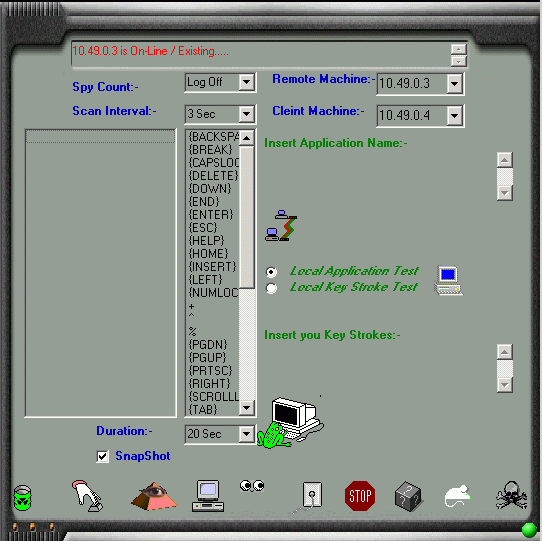 10.49.0.3 is On-Line / Existing.....
Spy Count:-
Log Off
Remote Machine:-
10.49.0.3
Scan Interval:-
3 Sec
Cleint Machine:-
10.49.0.4
{BACKSPA
{BREAK}
{CAPSLOC
{DELETE}
{DOWN}
{END}
{ENTER}
{ESC}
{HELP}
{HOME}
{INSERT}
{LEFT}
{NUMLOC
+
^
%
{PGDN}
{PGUP}
{PRTSC}
{RIGHT}
{SCROLLL
{TAB}
Insert Application Name:-
Local Application Test
Local Key Stroke Test
Insert you Key Strokes:-
Duration:-
20 Sec
SnapShot
STOP
???